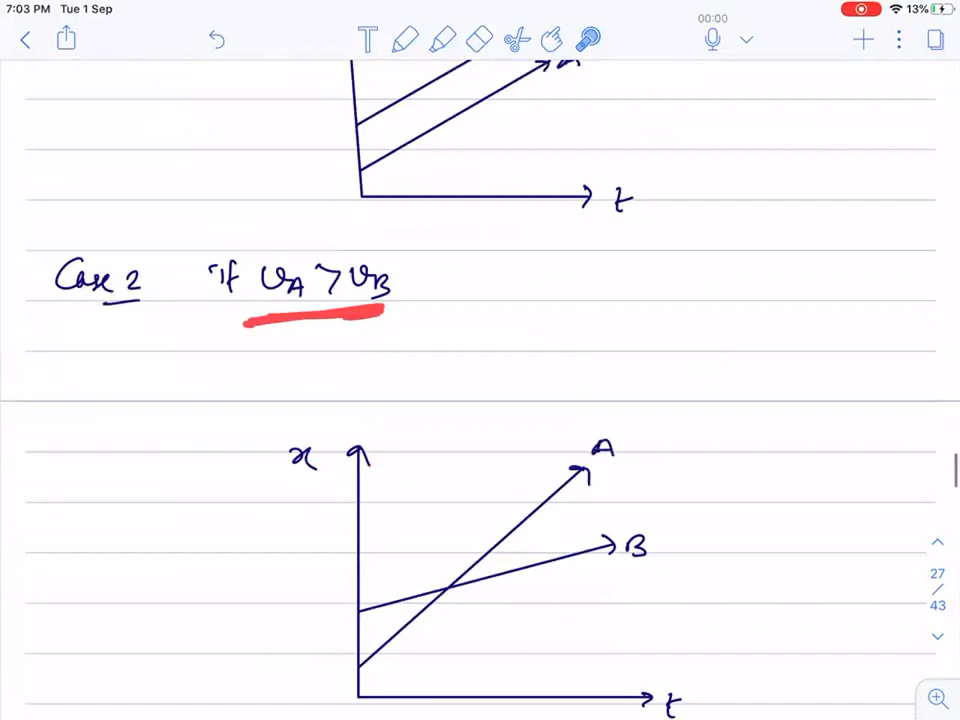 7:03 PM Tue 1 Sep
13%
00:00
T
t
Case 2 if vA > vB
x
A
B
27
/
43
t